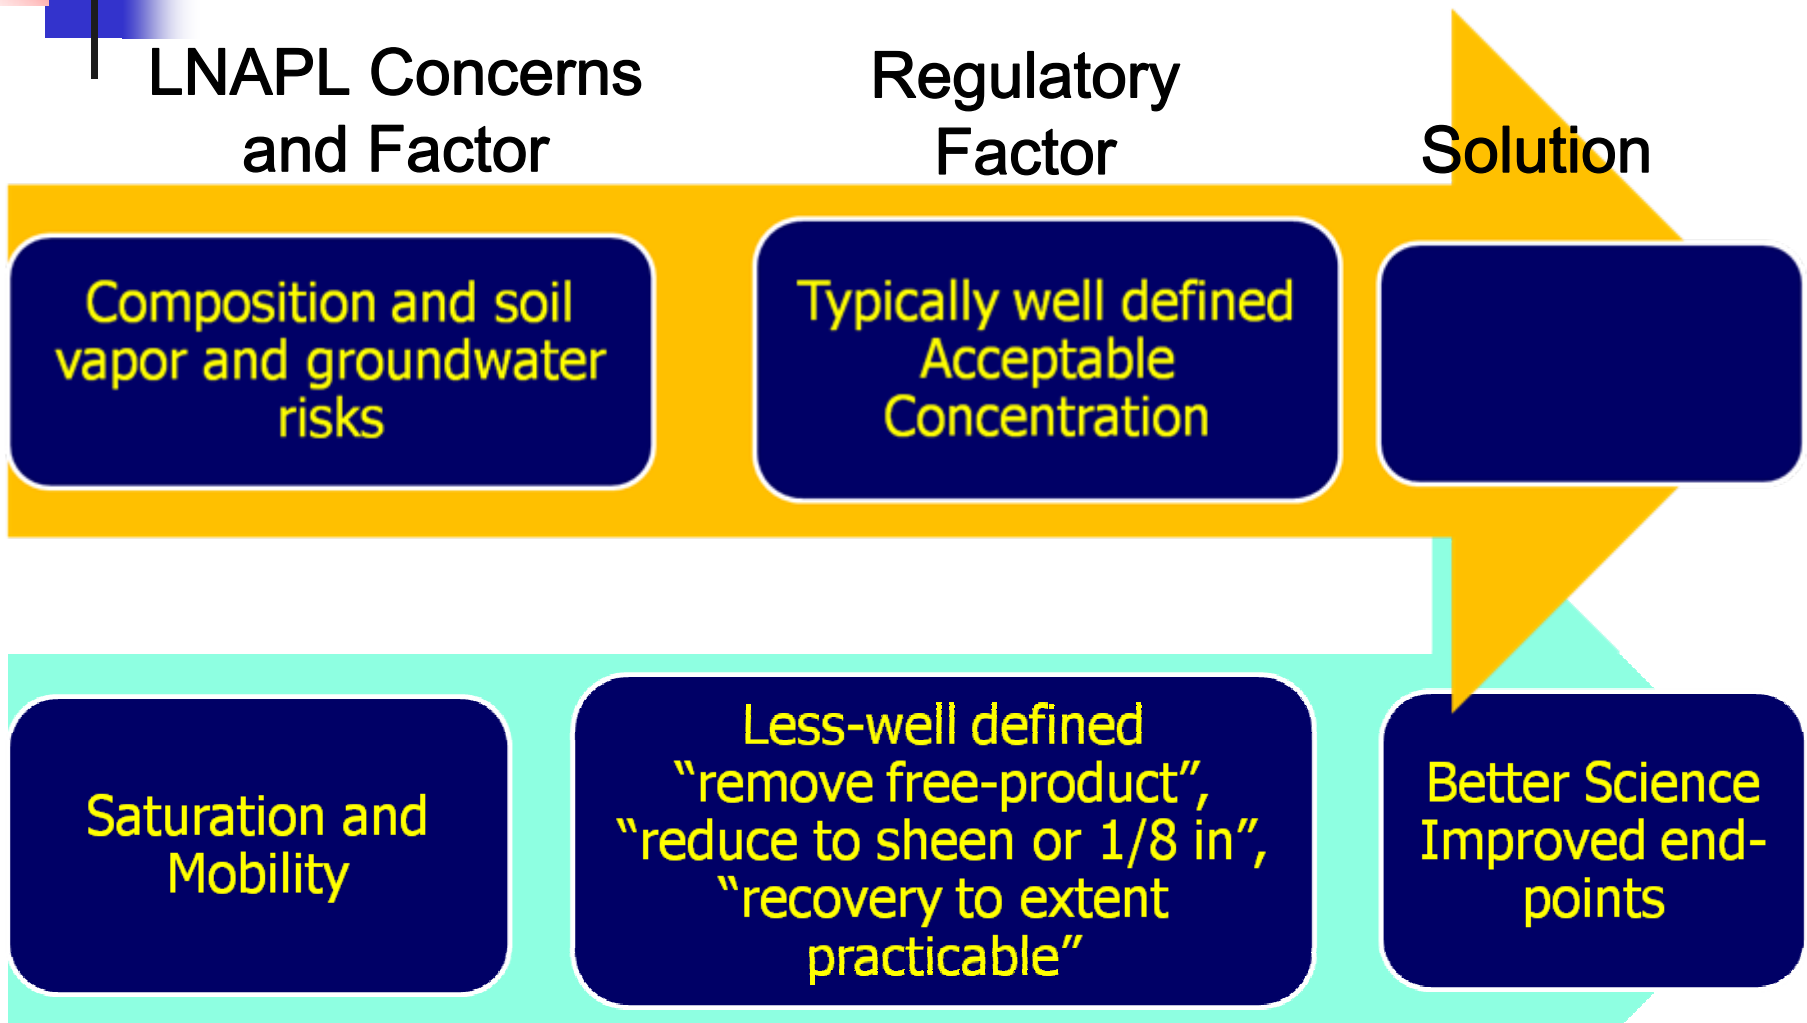 LNAPL Concerns
and Factor
Regulatory
Factor
Solution
Composition and soil
vapor and groundwater
risks
Typically well defined
Acceptable
Concentration
Saturation and
Mobility
Less-well defined
“remove free-product”,
“reduce to sheen or 1/8 in”,
“recovery to extent
practicable”
Better Science
Improved end-
points